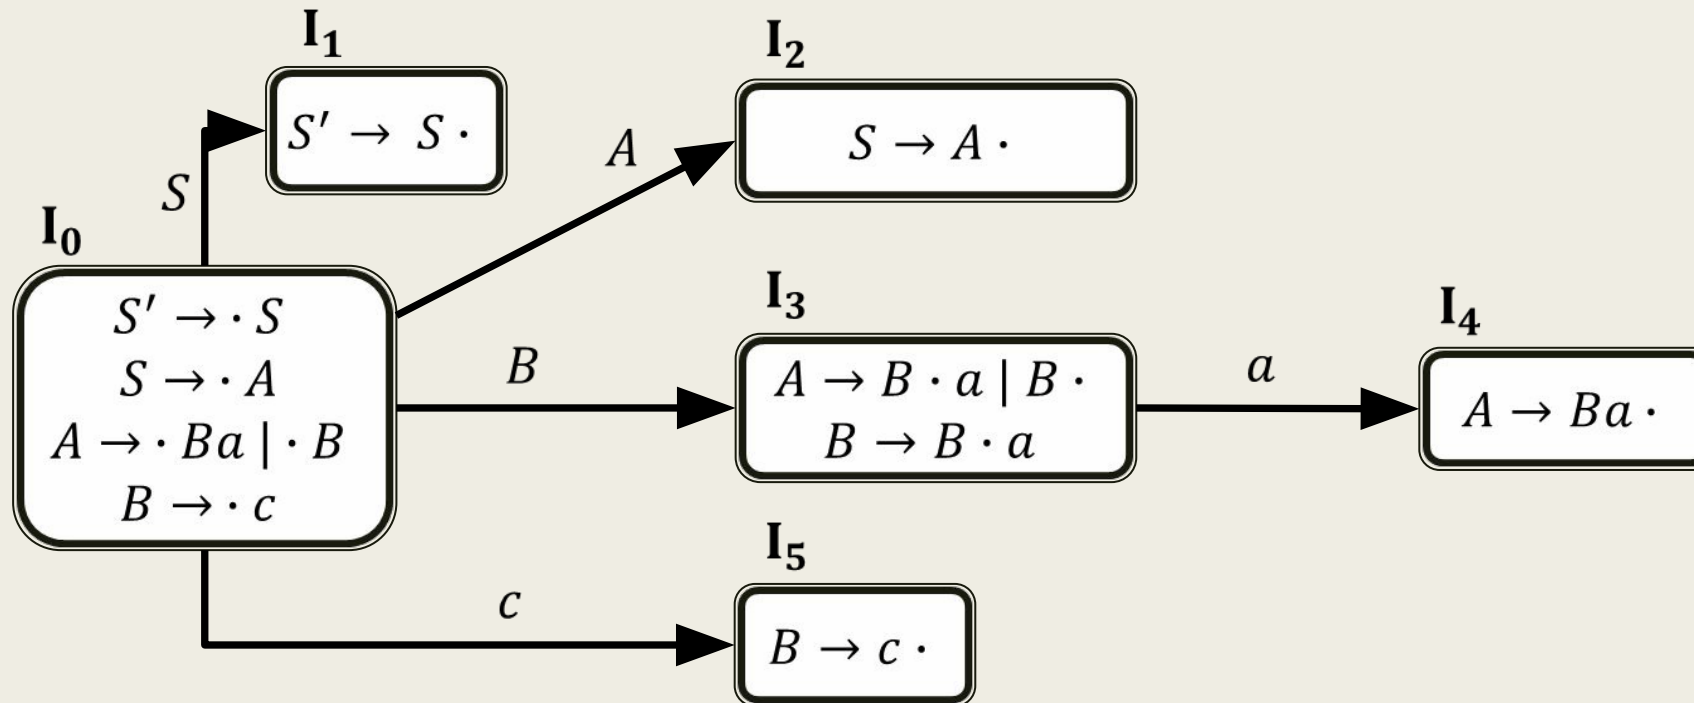 I₁
S′ → S ·
I₂
S → A ·
S
A
I₀
S′ → · S
S → · A
A → · Ba | · B
B → · c
B
I₃
A → B · a | B ·
B → B · a
a
I₄
A → Ba ·
c
I₅
B → c ·